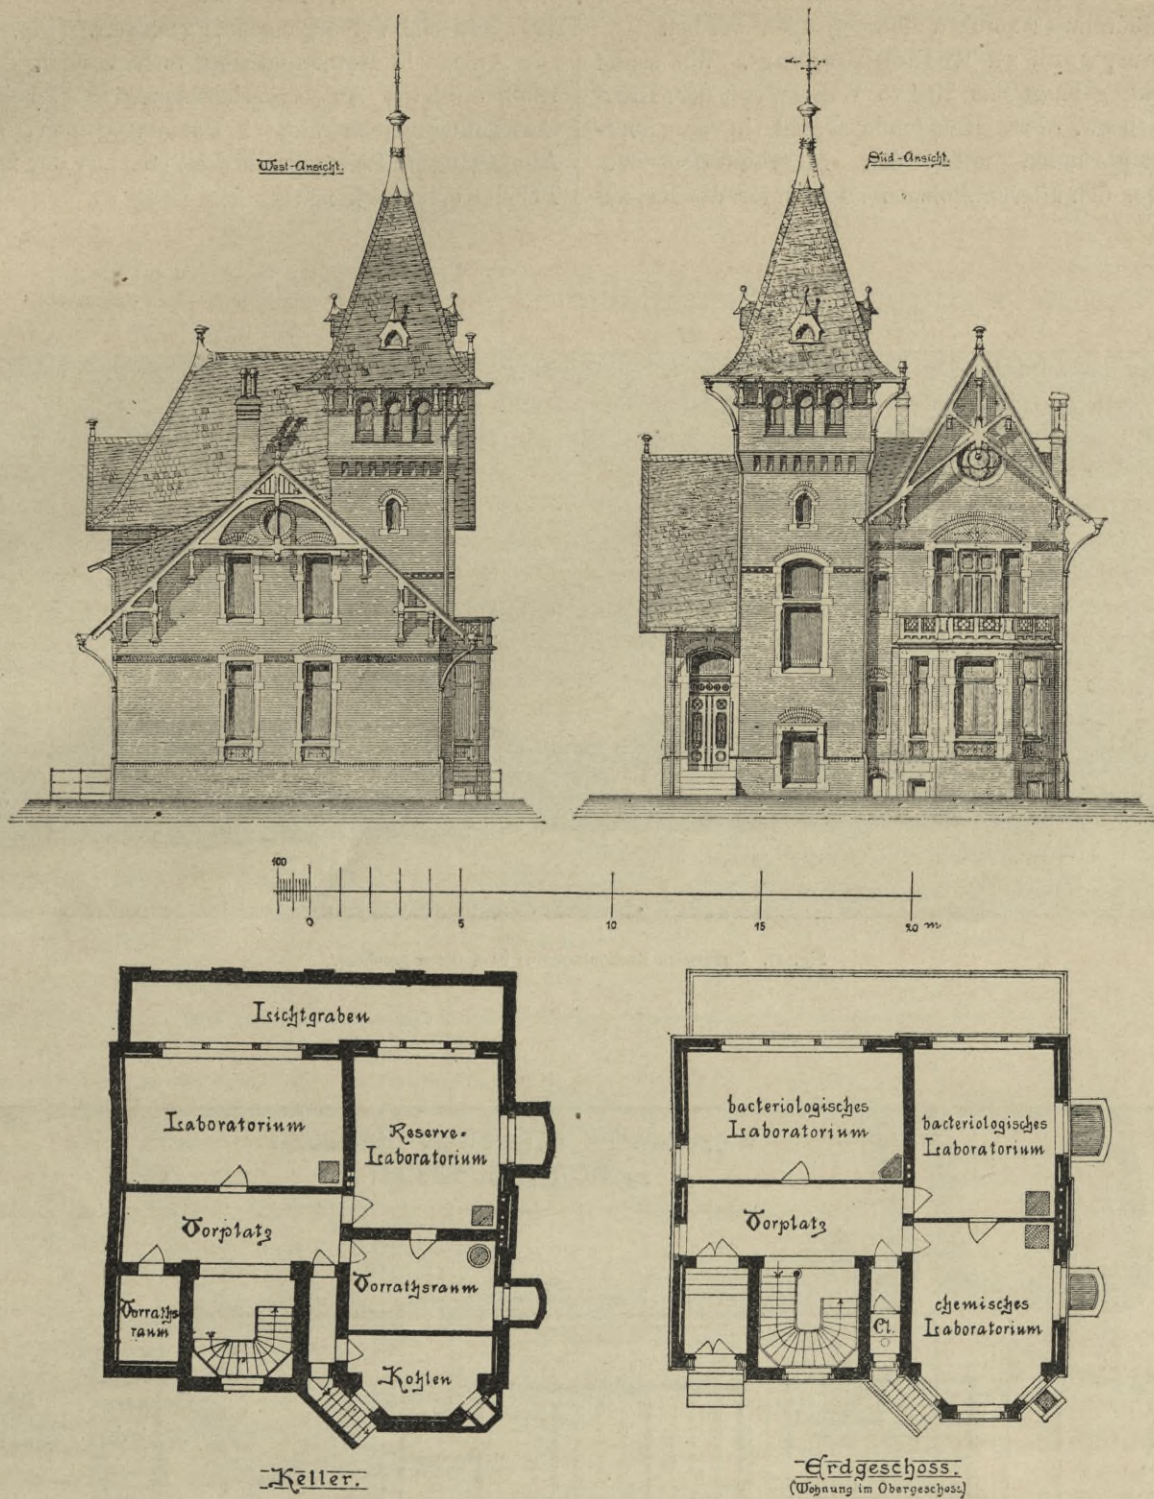 West-Ansicht.
Süd-Ansicht.
100
0
5
10
15
20 m
Lichtgraben
Laboratorium
Reserve-
Laboratorium
Vorplatz
Vorraths
raum
Vorrathsraum
Kohlen
Keller.
bacteriologisches
Laboratorium
bacteriologisches
Laboratorium
Vorplatz
Cl.
chemisches
Laboratorium
Erdgeschoss.
(Wohnung im Obergeschoss)